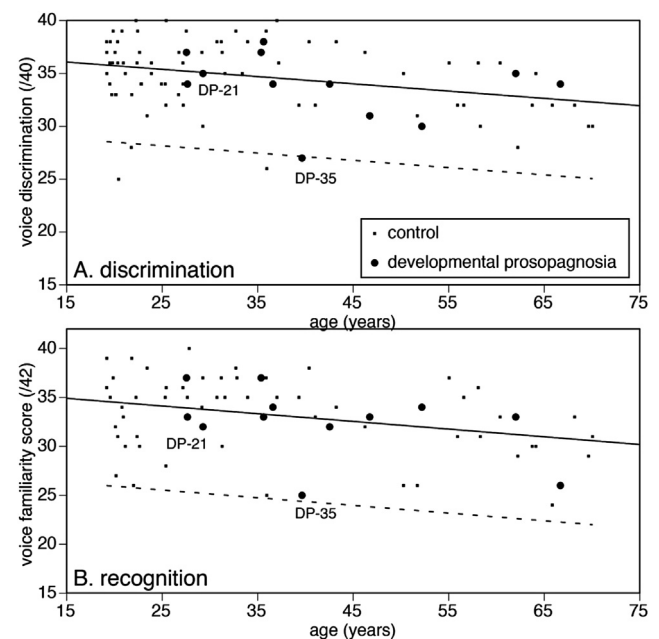 voice discrimination (/40)
40
35
30
25
20
15
DP-21
DP-35
control
developmental prosopagnosia
A. discrimination
15 25 35 45 55 65 75
age (years)
voice familiarity score (/42)
40
35
30
25
20
15
DP-21
DP-35
B. recognition
15 25 35 45 55 65 75
age (years)